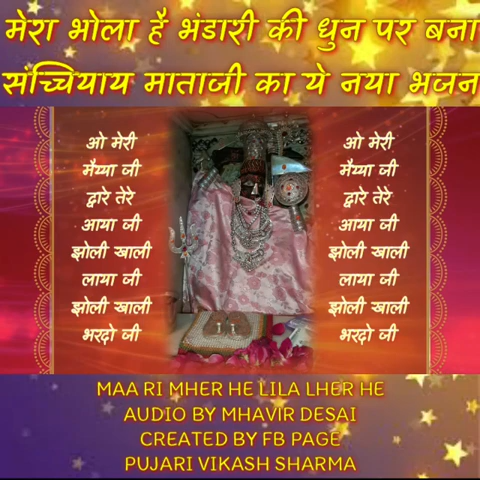 मेरा भोला है भंडारी की धुन पर बना
संच्चियाय माताजी का ये नया भजन
ओ मेरी
मैय्या जी
द्वारे तेरे
आया जी
झोली खाली
लाया जी
झोली खाली
भरदो जी
ओ मेरी
मैय्या जी
द्वारे तेरे
आया जी
झोली खाली
लाया जी
झोली खाली
भरदो जी
MAA RI MHER HE LILA LHER HE
AUDIO BY MHAVIR DESAI
CREATED BY FB PAGE
PUJARI VIKASH SHARMA